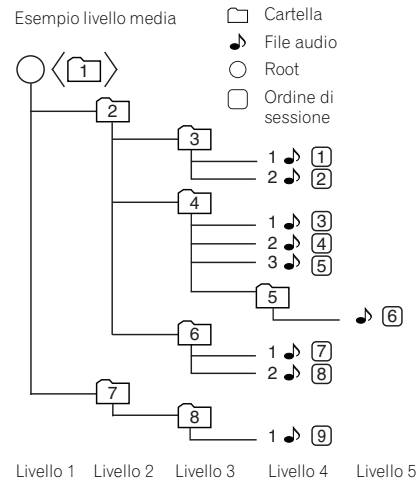 Esempio livello media
Cartella
File audio
Root
Ordine di
sessione
1
2
3
1 1
2 2
4
1 3
2 4
3 5
5
6
6
1 7
2 8
7
8
1 9
Livello 1 Livello 2 Livello 3 Livello 4 Livello 5